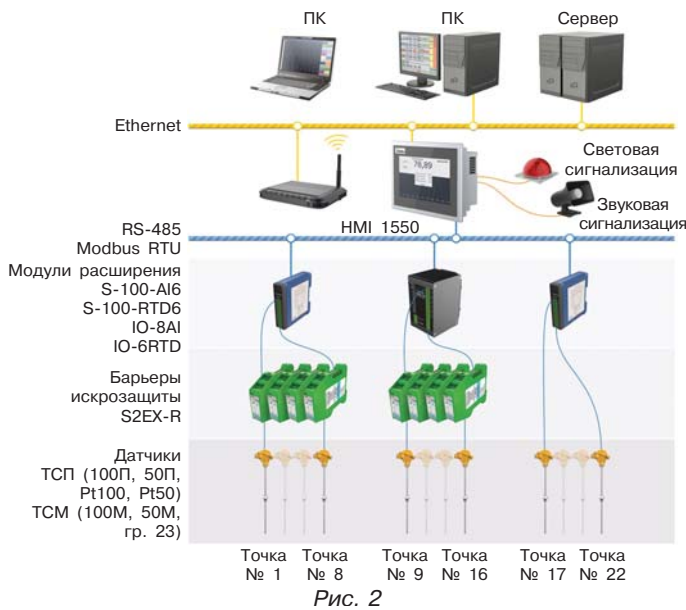 ПК
ПК
Сервер
Ethernet
Световая
сигнализация
Звуковая
сигнализация
RS-485
Modbus RTU
HMI 1550
Модули расширения
S-100-AI6
S-100-RTD6
IO-8AI
IO-6RTD
Барьеры
искрозащиты
S2EX-R
Датчики
ТСП (100П, 50П,
Pt100, Pt50)
ТСМ (100М, 50М,
гр. 23)
Точка
№ 1
Точка
№ 8
Точка
№ 9
Точка
№ 16
Точка
№ 17
Точка
№ 22
Рис. 2